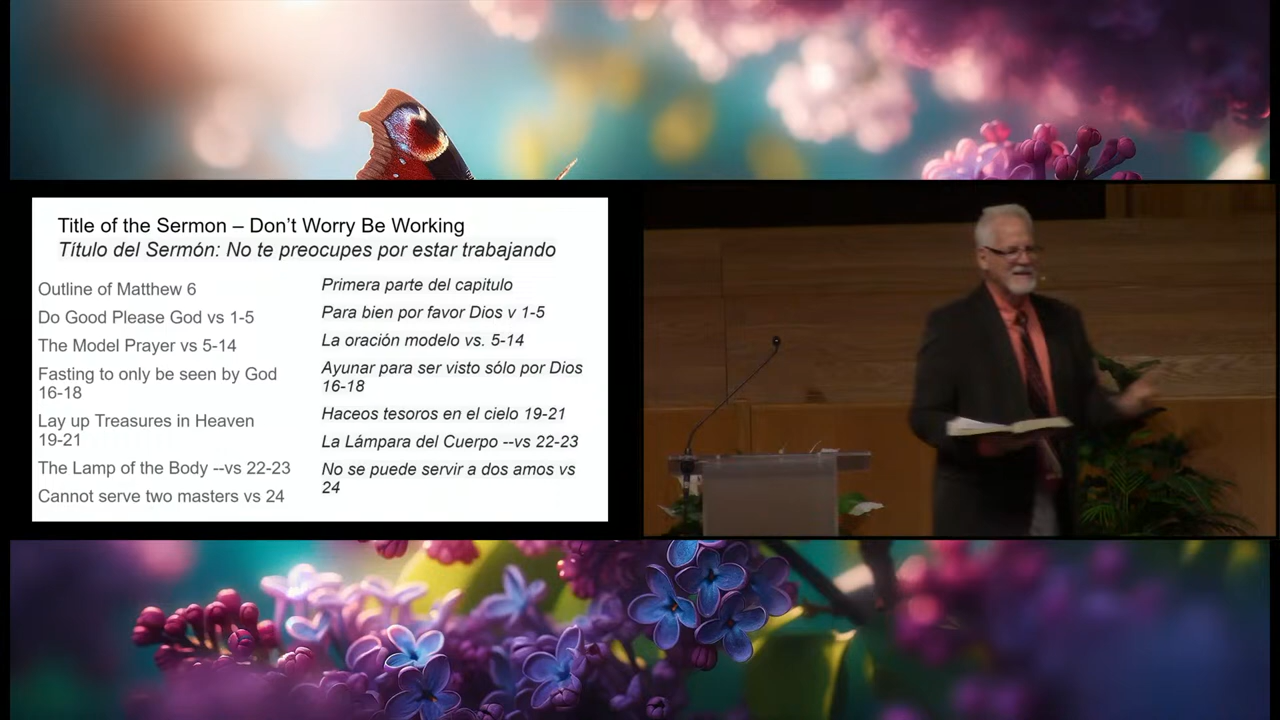 Title of the Sermon – Don't Worry Be Working
Título del Sermón: No te preocupes por estar trabajando
Outline of Matthew 6
Do Good Please God vs 1-5
The Model Prayer vs 5-14
Fasting to only be seen by God
16-18
Lay up Treasures in Heaven
19-21
The Lamp of the Body --vs 22-23
Cannot serve two masters vs 24
Primera parte del capitulo
Para bien por favor Dios v 1-5
La oración modelo vs. 5-14
Ayunar para ser visto sólo por Dios
16-18
Haceos tesoros en el cielo 19-21
La Lámpara del Cuerpo --vs 22-23
No se puede servir a dos amos vs
24